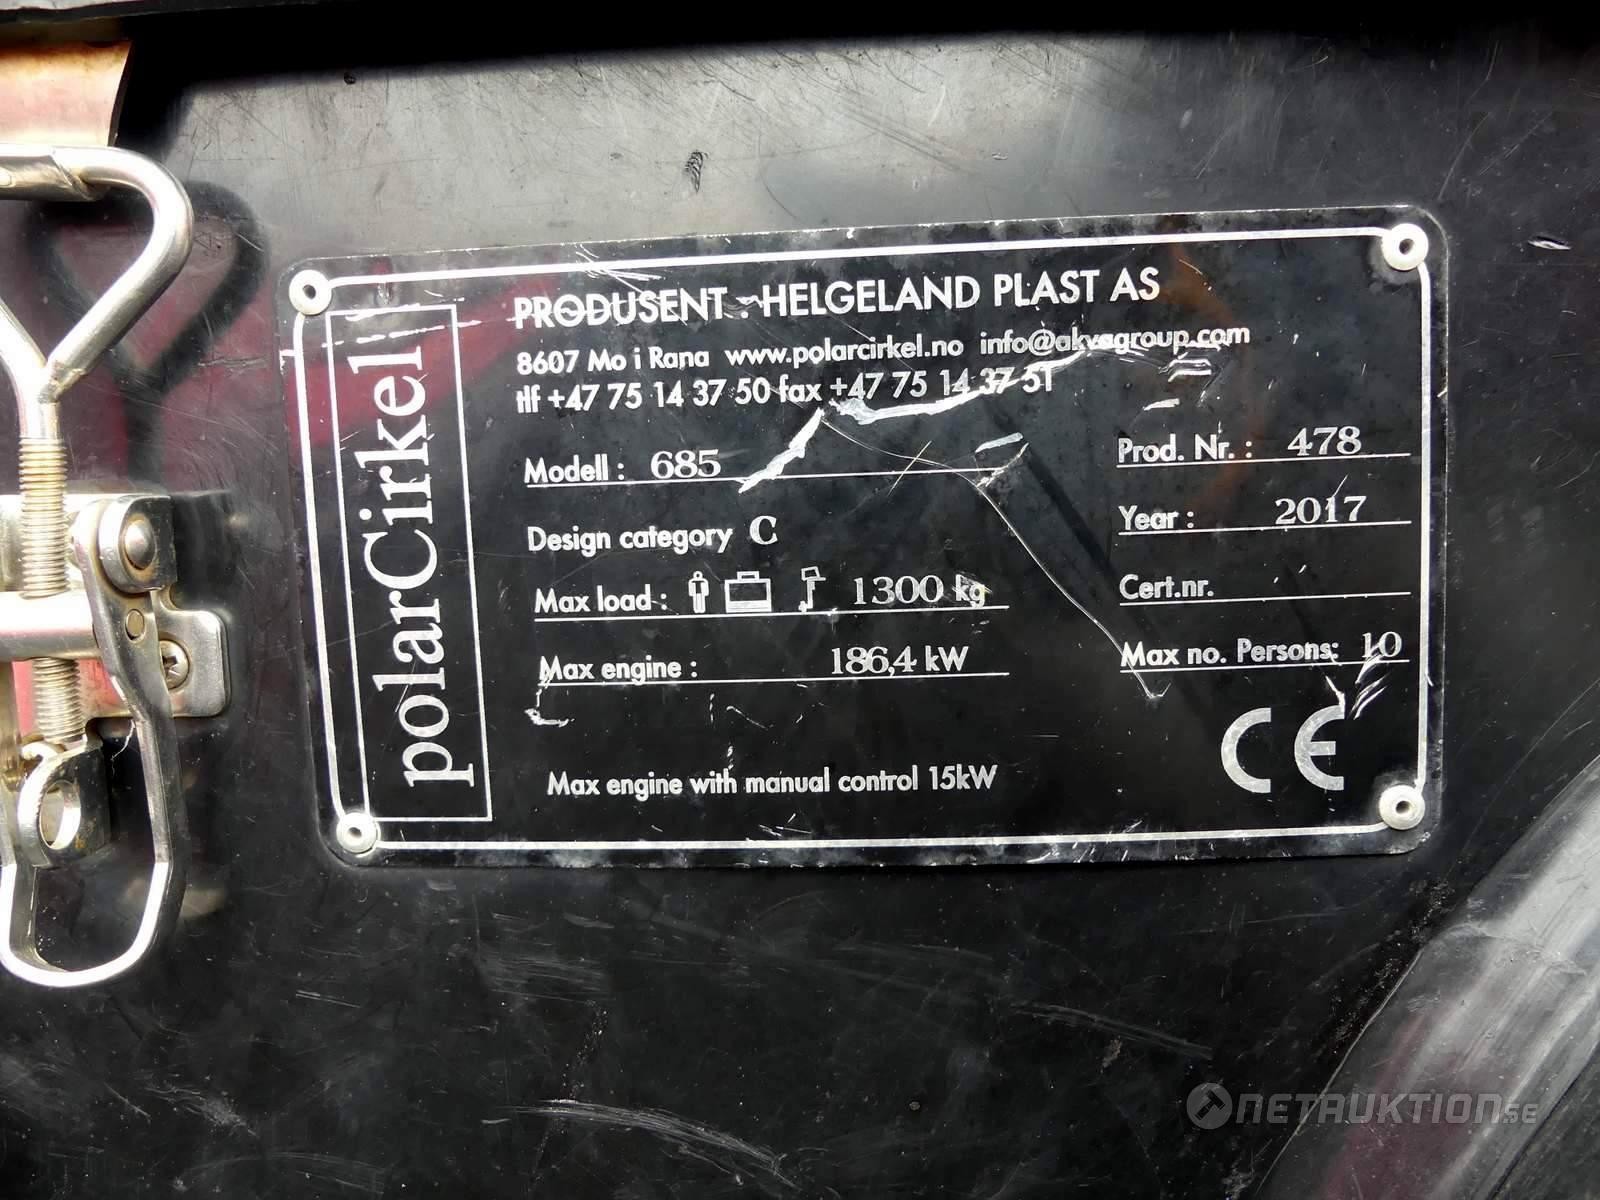 polarCirkel
PRODUSENT : HELGELAND PLAST AS
8607 Mo i Rana www.polarcirkel.no info@akvagroup.com
tlf +47 75 14 37 50 fax +47 75 14 37 51
Modell : 685
Prod. Nr. : 478
Design category C
Year : 2017
Max load : 1300 kg
Cert.nr.
Max engine : 186,4 kW
Max no. Persons: 10
Max engine with manual control 15kW
CE
NETRUKTION.SE